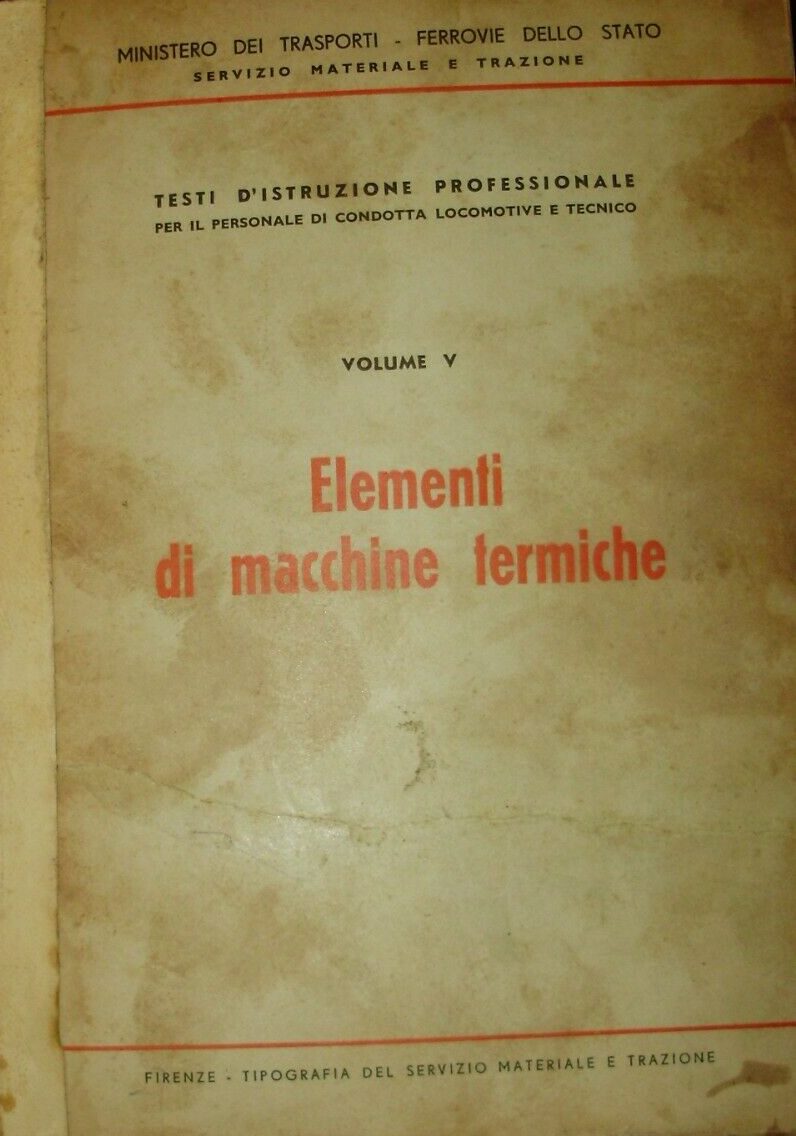 MINISTERO DEI TRASPORTI - FERROVIE DELLO STATO
SERVIZIO MATERIALE E TRAZIONE
TESTI D'ISTRUZIONE PROFESSIONALE
PER IL PERSONALE DI CONDOTTA LOCOMOTIVE E TECNICO
VOLUME V
Elementi
di macchine termiche
FIRENZE - TIPOGRAFIA DEL SERVIZIO MATERIALE E TRAZIONE